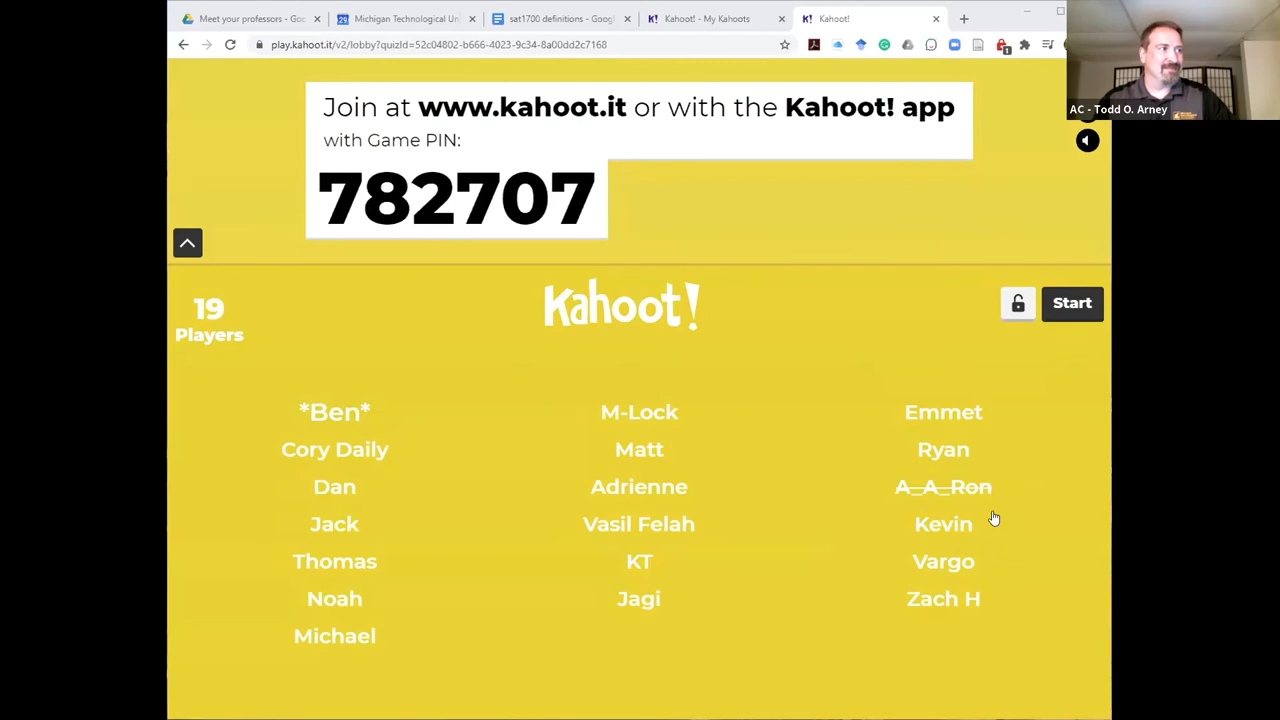 Meet your professors - Goo
Michigan Technological Un
sat1700 definitions - Googl
Kahoot! - My Kahoots
Kahoot!
play.kahoot.it/v2/lobby?quizId=52c04802-b666-4023-9c34-8a00dd2c7168
AC - Todd O. Arney
Join at www.kahoot.it or with the Kahoot! app
with Game PIN:
782707
19
Players
Kahoot!
Start
*Ben*
M-Lock
Emmet
Cory Daily
Matt
Ryan
Dan
Adrienne
A_A_Ron
Jack
Vasil Felah
Kevin
Thomas
KT
Vargo
Noah
Jagi
Zach H
Michael